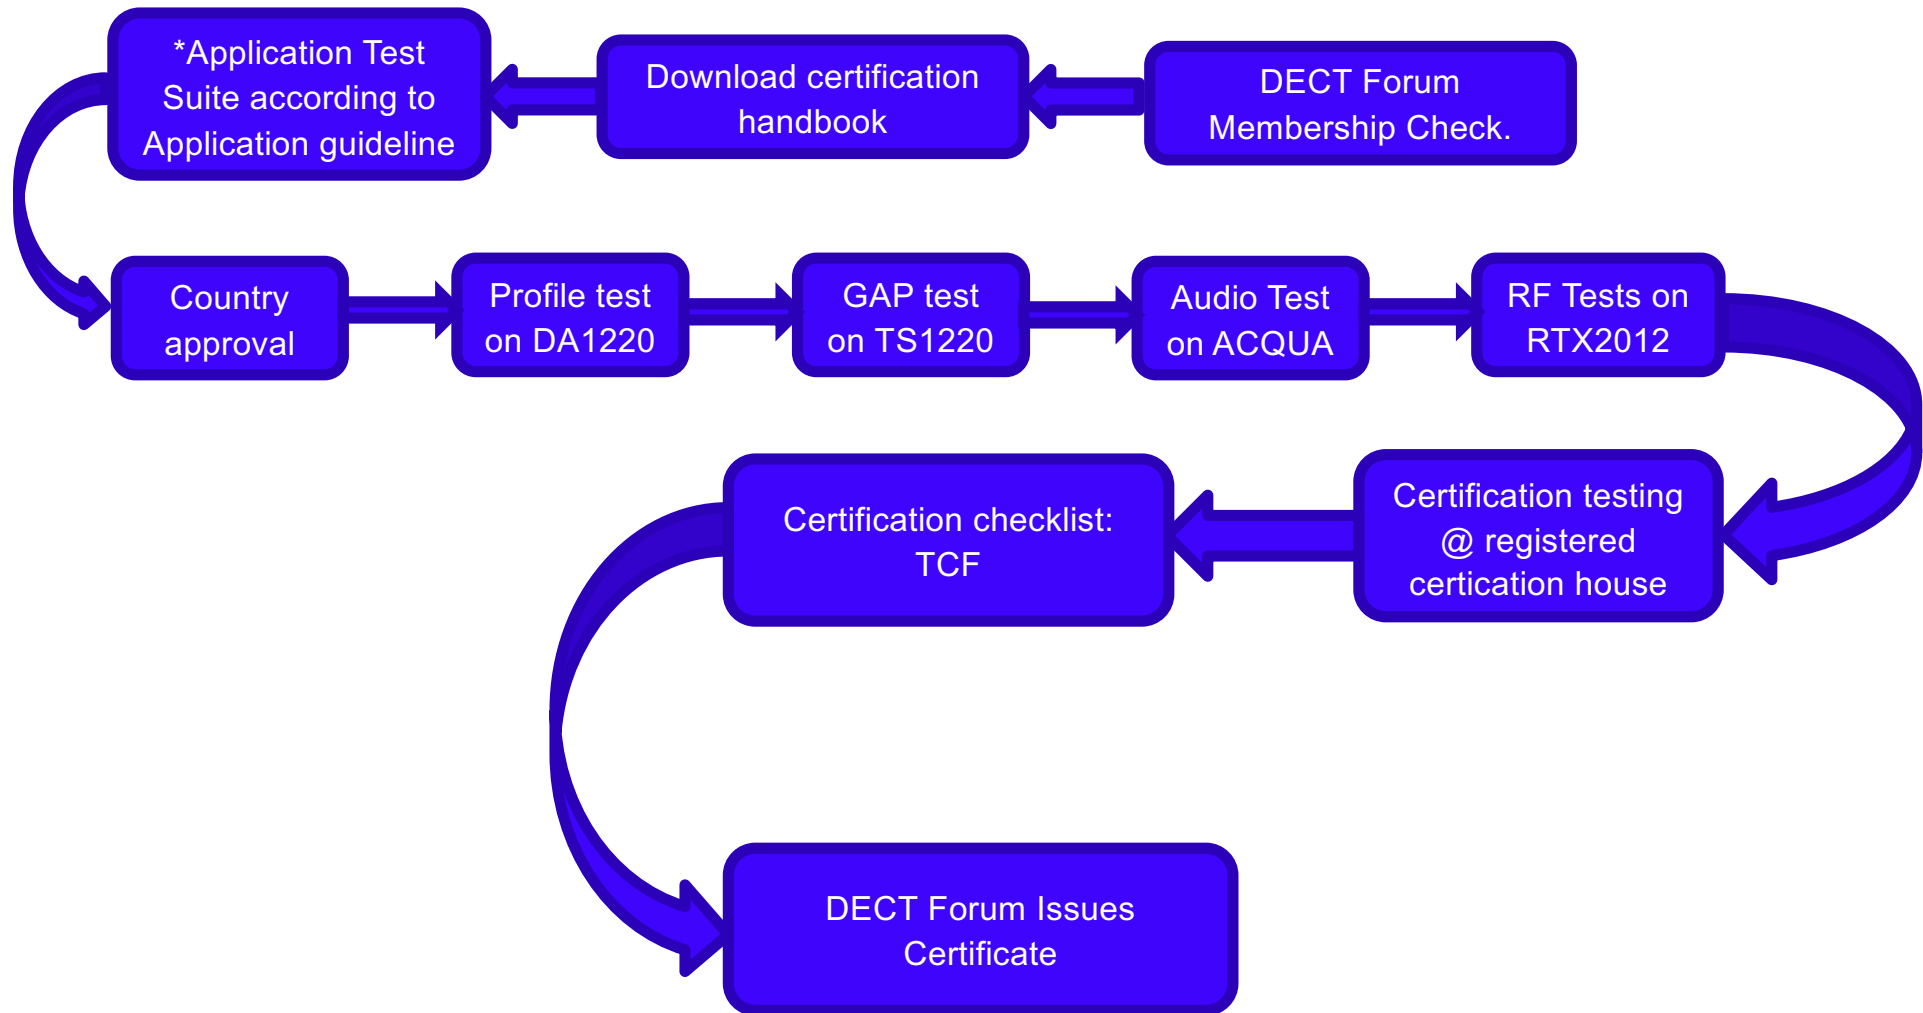 *Application Test
Suite according to
Application guideline
Download certification
handbook
DECT Forum
Membership Check.
Country
approval
Profile test
on DA1220
GAP test
on TS1220
Audio Test
on ACQUA
RF Tests on
RTX2012
Certification checklist:
TCF
Certification testing
@ registered
certication house
DECT Forum Issues
Certificate